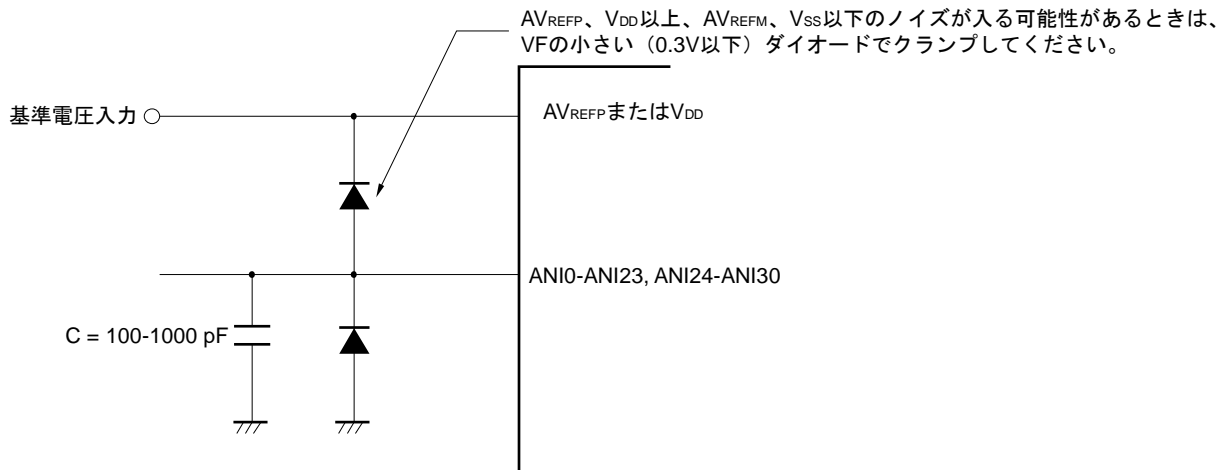 AVREFP、VDD以上、AVREFM、VSS以下のノイズが入る可能性があるときは、
VFの小さい（0.3V以下）ダイオードでクランプしてください。
基準電圧入力
AVREFPまたはVDD
ANI0-ANI23, ANI24-ANI30
C = 100-1000 pF